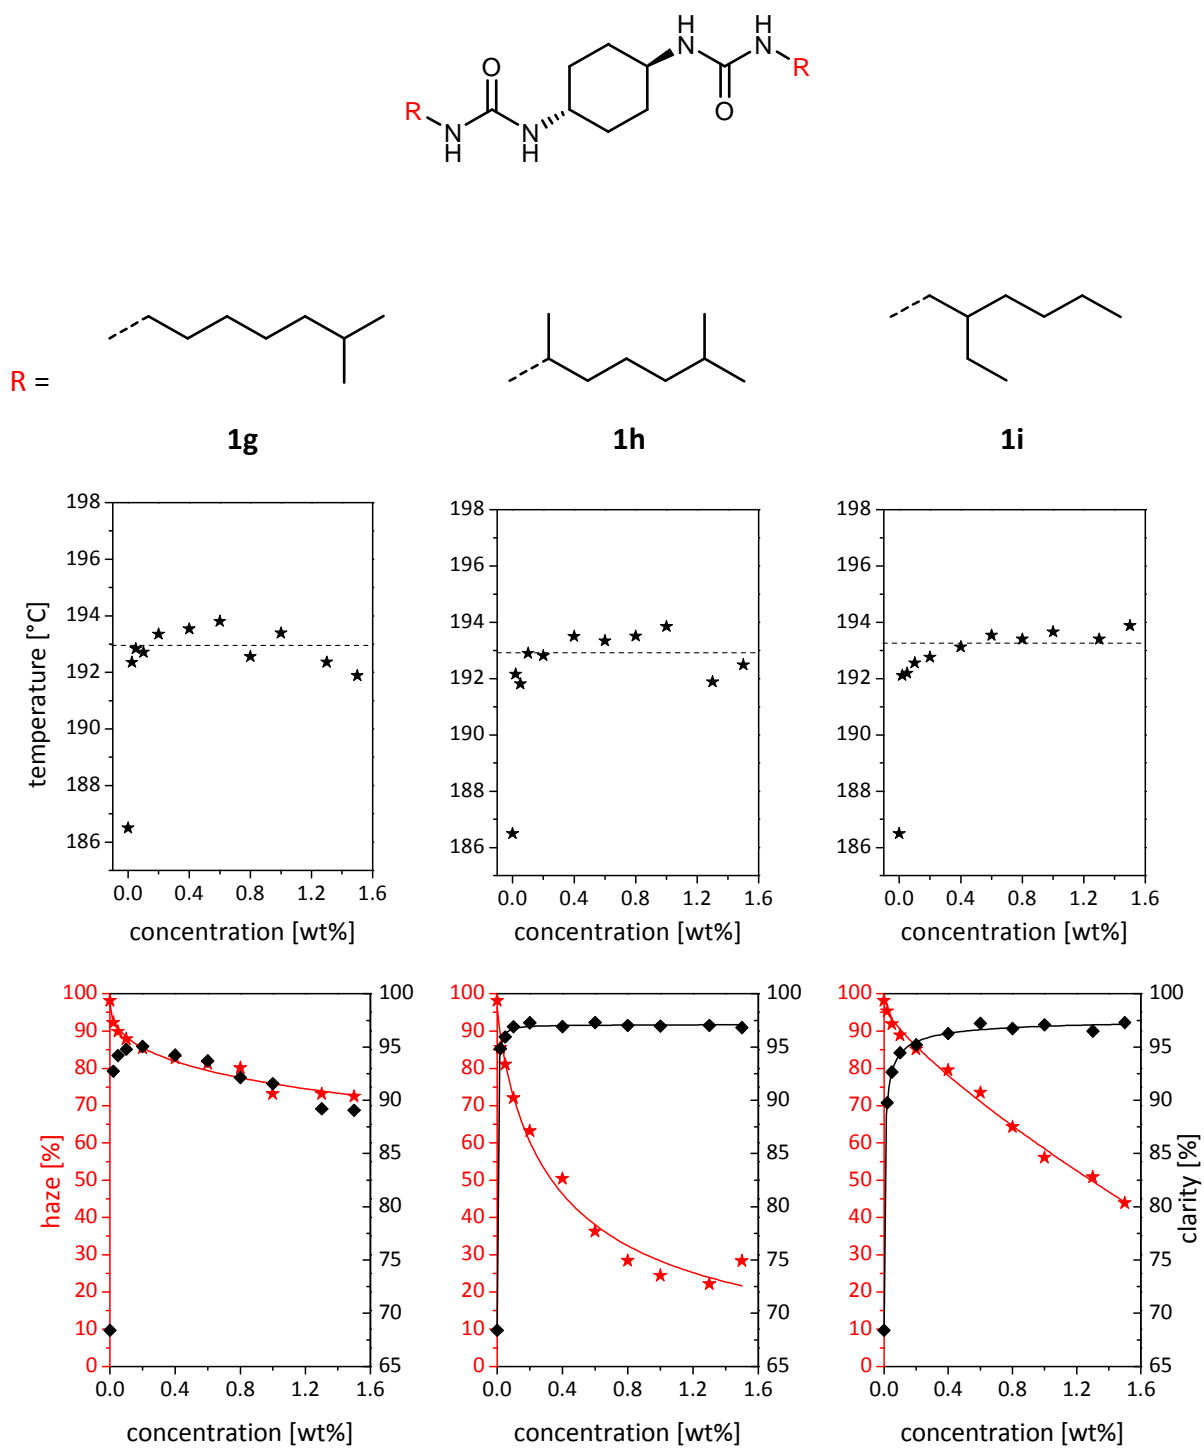 H
N
H
N
R
O
O
R
N
H
N
H
R =
1g
1h
1i
temperature [°C]
198
196
194
192
190
188
186
0.0 0.4 0.8 1.2 1.6
concentration [wt%]
198
196
194
192
190
188
186
0.0 0.4 0.8 1.2 1.6
concentration [wt%]
198
196
194
192
190
188
186
0.0 0.4 0.8 1.2 1.6
concentration [wt%]
haze [%]
100
90
80
70
60
50
40
30
20
10
0
100
95
90
85
80
75
70
65
0.0 0.4 0.8 1.2 1.6
concentration [wt%]
100
90
80
70
60
50
40
30
20
10
0
100
95
90
85
80
75
70
65
0.0 0.4 0.8 1.2 1.6
concentration [wt%]
100
90
80
70
60
50
40
30
20
10
0
100
95
90
85
80
75
70
65
clarity [%]
0.0 0.4 0.8 1.2 1.6
concentration [wt%]